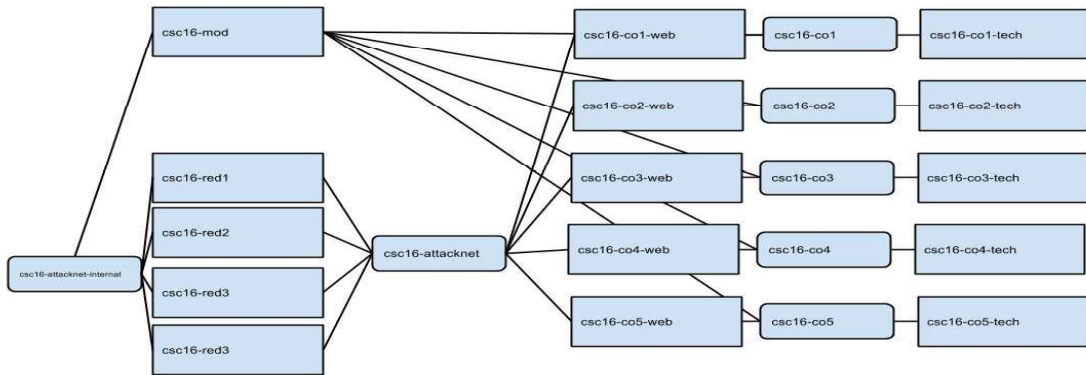 csc16-mod
csc16-co1-web
csc16-co1
csc16-co1-tech
csc16-co2-web
csc16-co2
csc16-co2-tech
csc16-red1
csc16-co3-web
csc16-co3
csc16-co3-tech
csc16-red2
csc16-attacknet
csc16-co4-web
csc16-co4
csc16-co4-tech
csc16-attacknet-internal
csc16-red3
csc16-co5-web
csc16-co5
csc16-co5-tech
csc16-red3